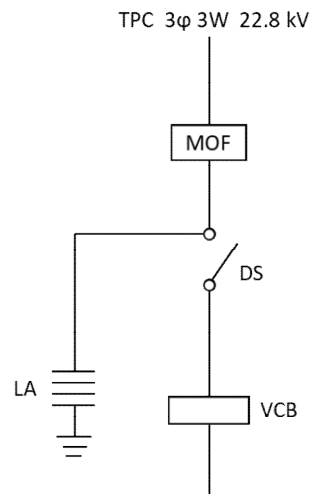 TPC 3φ 3W 22.8 kV
MOF
DS
LA
VCB